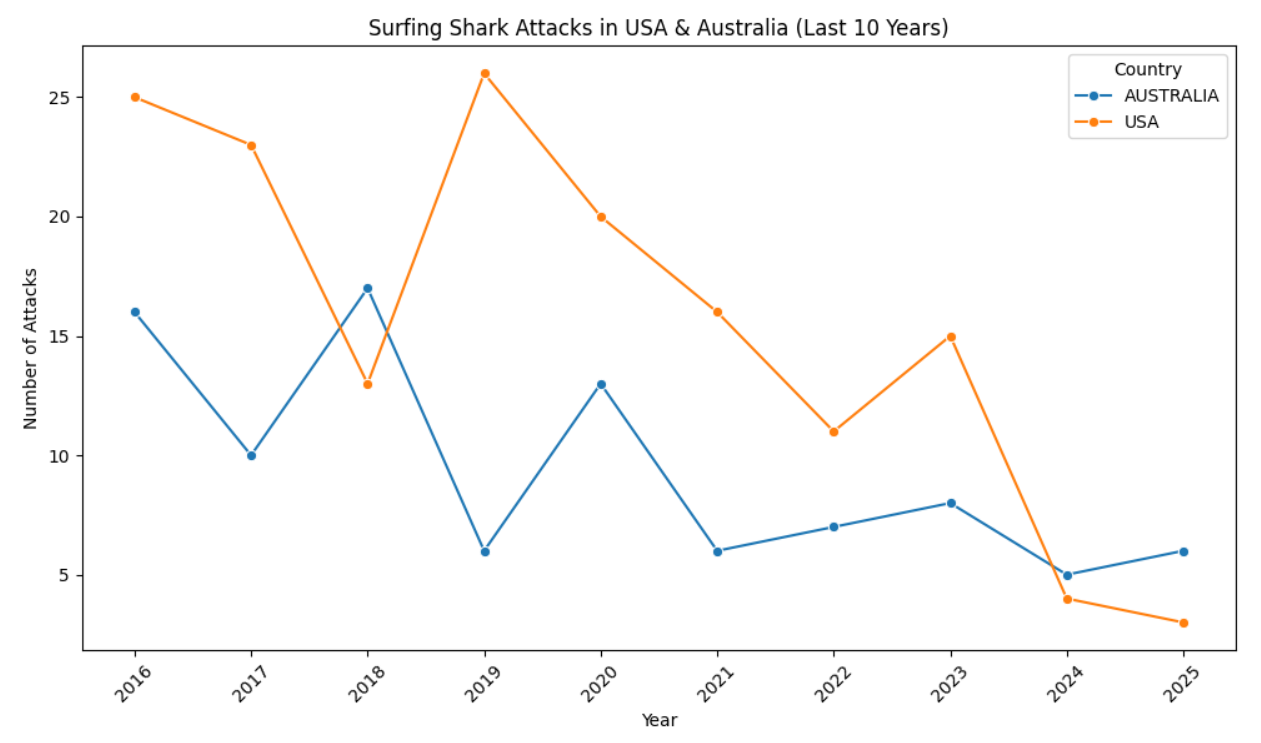 Surfing Shark Attacks in USA & Australia (Last 10 Years)
Country
AUSTRALIA
USA
Number of Attacks
25
20
15
10
5
2016
2017
2018
2019
2020
2021
2022
2023
2024
2025
Year